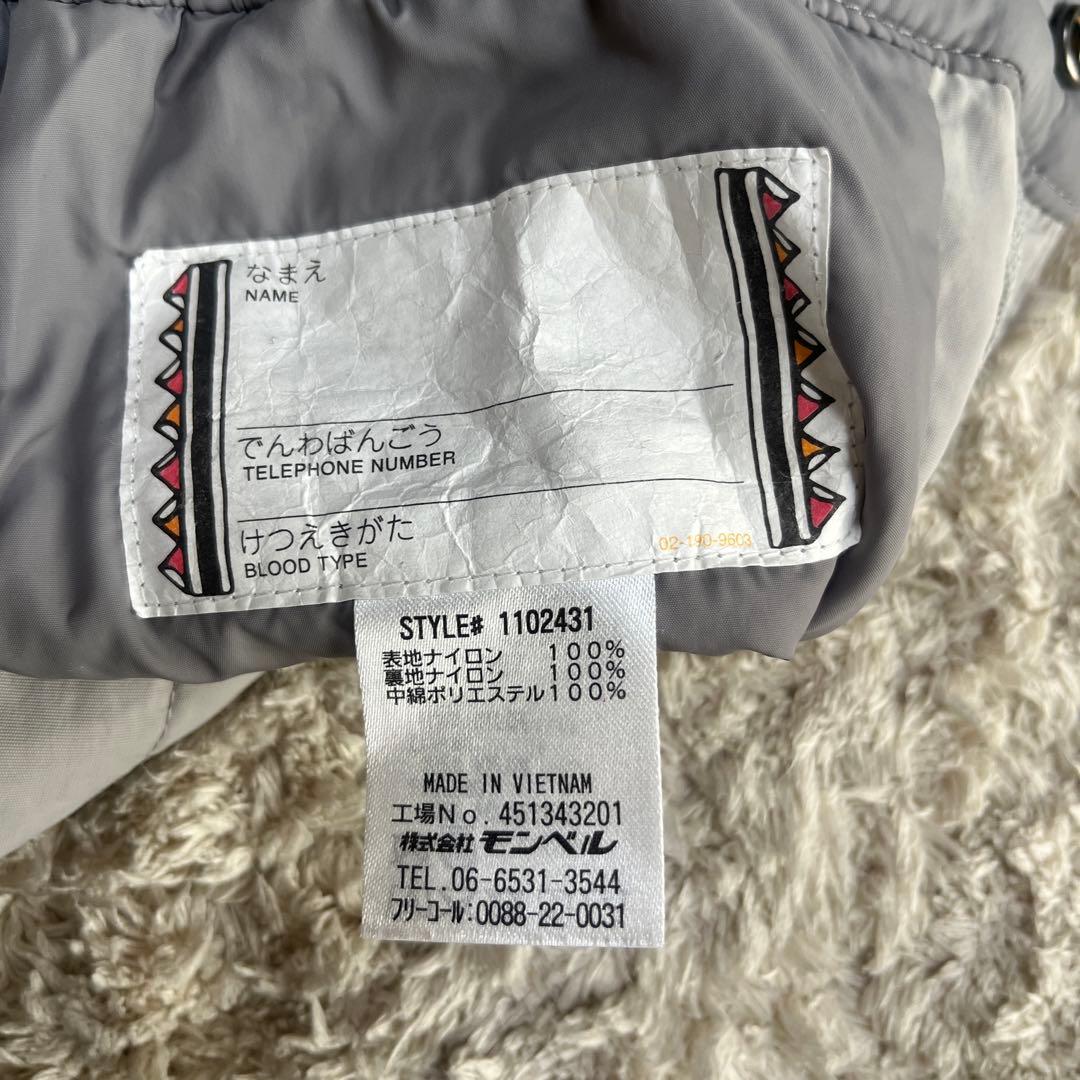 なまえ
NAME
でんわばんごう
TELEPHONE NUMBER
けつえきがた
BLOOD TYPE
02-190-9603
STYLE# 1102431
表地ナイロン 100%
裏地ナイロン 100%
中綿ポリエステル100%
MADE IN VIETNAM
工場No.451343201
株式会社 モンベル
TEL.06-6531-3544
フリーコール:0088-22-0031